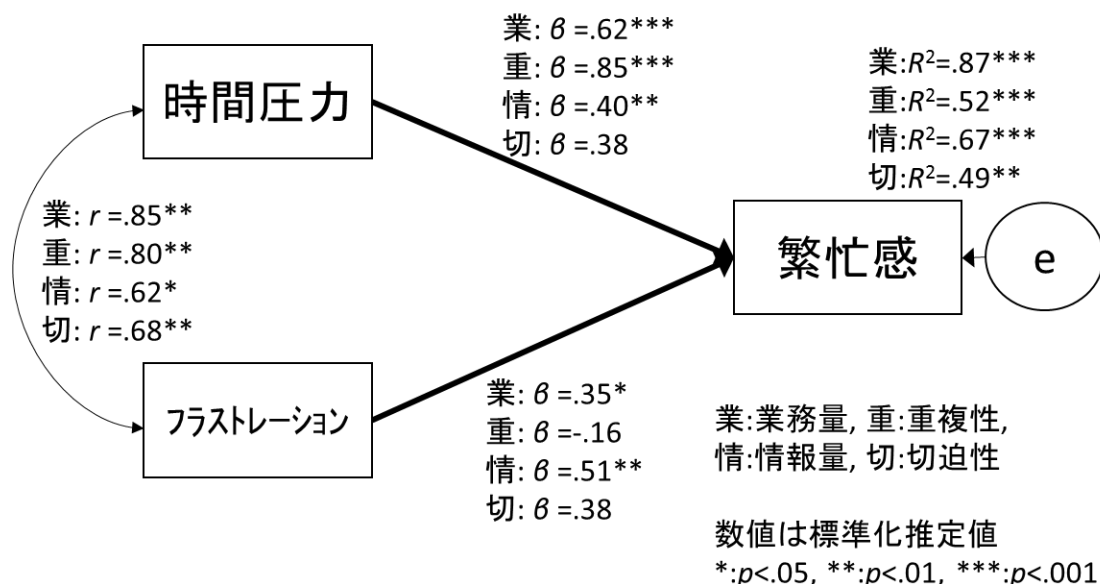 時間圧力
業: β =.62***
重: β =.85***
情: β =.40**
切: β =.38
業:R²=.87***
重:R²=.52***
情:R²=.67***
切:R²=.49**
業: r =.85**
重: r =.80**
情: r =.62*
切: r =.68**
繁忙感
e
フラストレーション
業: β =.35*
重: β=-.16
情: β =.51**
切: β =.38
業:業務量, 重:重複性,
情:情報量, 切:切迫性
数値は標準化推定値
*:p<.05, **:p<.01, ***:p<.001